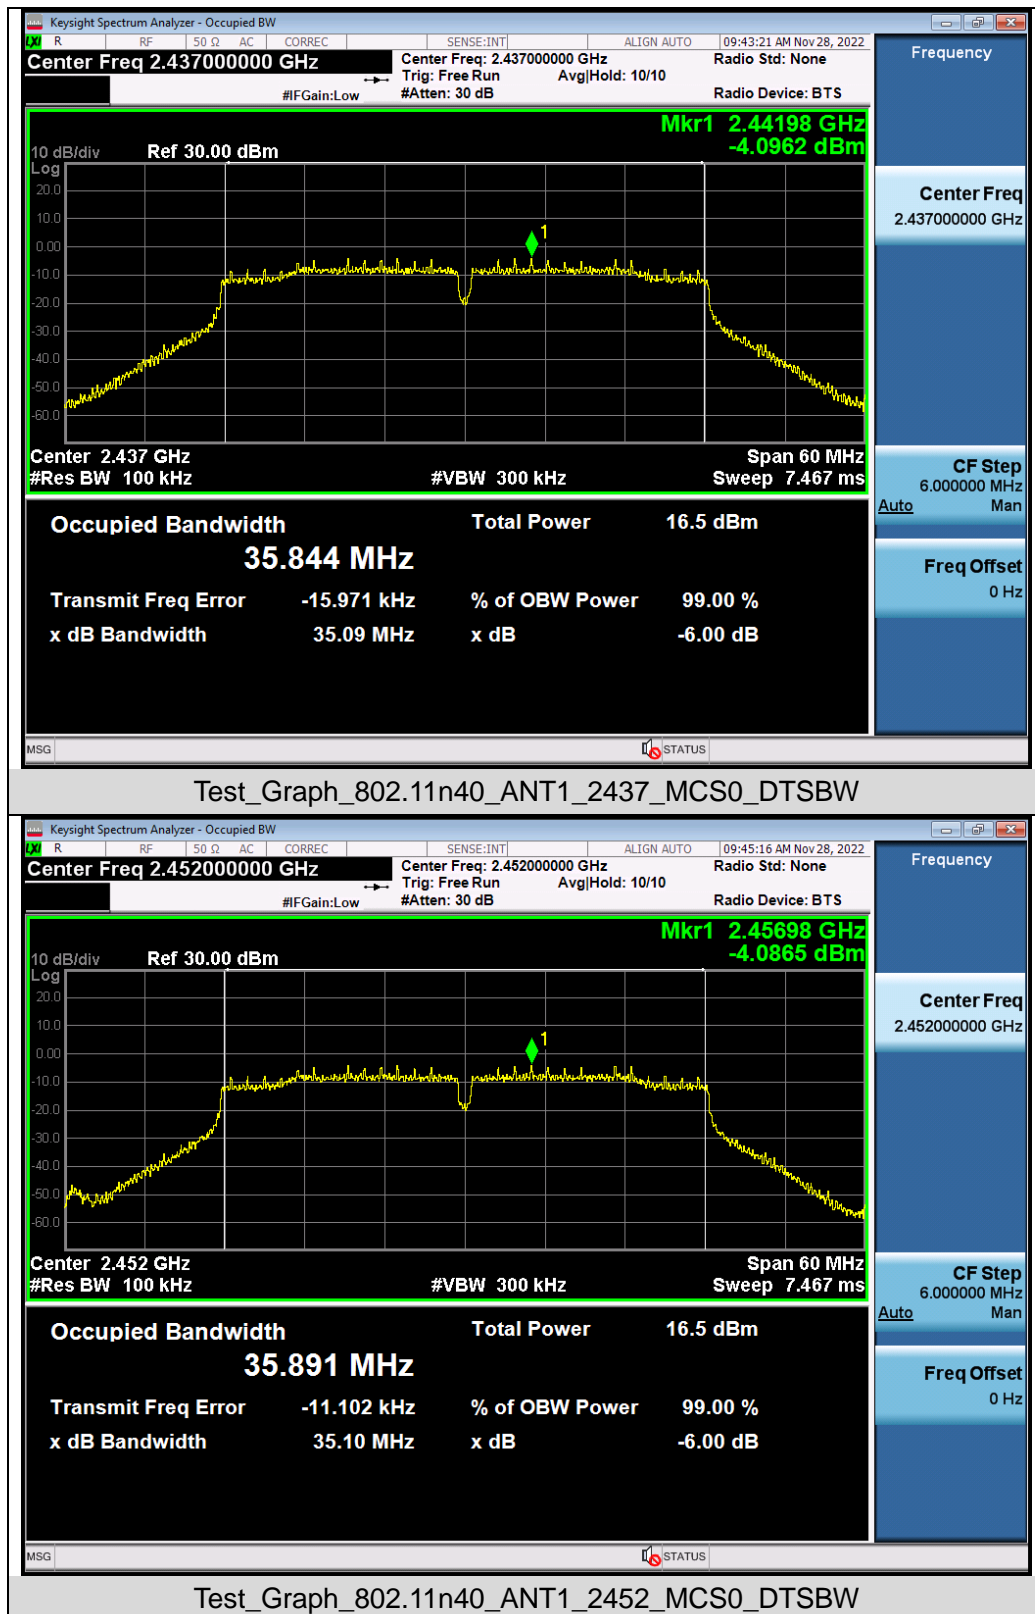 Keysight Spectrum Analyzer - Occupied BW
LXI R RF 50 Ω AC CORREC SENSE:INT ALIGN AUTO 09:43:21 AM Nov 28, 2022
Center Freq 2.437000000 GHz
Center Freq: 2.437000000 GHz
Radio Std: None
Trig: Free Run Avg|Hold: 10/10
#IFGain:Low
#Atten: 30 dB
Radio Device: BTS
Frequency
Mkr1 2.44198 GHz
-4.0962 dBm
10 dB/div Ref 30.00 dBm
Log
20.0
10.0
0.00
-10.0
-20.0
-30.0
-40.0
-50.0
-60.0
1
Center 2.437 GHz Span 60 MHz
#Res BW 100 kHz #VBW 300 kHz Sweep 7.467 ms
Center Freq
2.437000000 GHz
CF Step
6.000000 MHz
Auto Man
Freq Offset
0 Hz
Occupied Bandwidth Total Power 16.5 dBm
35.844 MHz
Transmit Freq Error -15.971 kHz % of OBW Power 99.00 %
x dB Bandwidth 35.09 MHz x dB -6.00 dB
MSG STATUS
Test_Graph_802.11n40_ANT1_2437_MCS0_DTSBW
Keysight Spectrum Analyzer - Occupied BW
LXI R RF 50 Ω AC CORREC SENSE:INT ALIGN AUTO 09:45:16 AM Nov 28, 2022
Center Freq 2.452000000 GHz
Center Freq: 2.452000000 GHz
Radio Std: None
Trig: Free Run Avg|Hold: 10/10
#IFGain:Low
#Atten: 30 dB
Radio Device: BTS
Frequency
Mkr1 2.45698 GHz
-4.0865 dBm
10 dB/div Ref 30.00 dBm
Log
20.0
10.0
0.00
-10.0
-20.0
-30.0
-40.0
-50.0
-60.0
1
Center 2.452 GHz Span 60 MHz
#Res BW 100 kHz #VBW 300 kHz Sweep 7.467 ms
Center Freq
2.452000000 GHz
CF Step
6.000000 MHz
Auto Man
Freq Offset
0 Hz
Occupied Bandwidth Total Power 16.5 dBm
35.891 MHz
Transmit Freq Error -11.102 kHz % of OBW Power 99.00 %
x dB Bandwidth 35.10 MHz x dB -6.00 dB
MSG STATUS
Test_Graph_802.11n40_ANT1_2452_MCS0_DTSBW